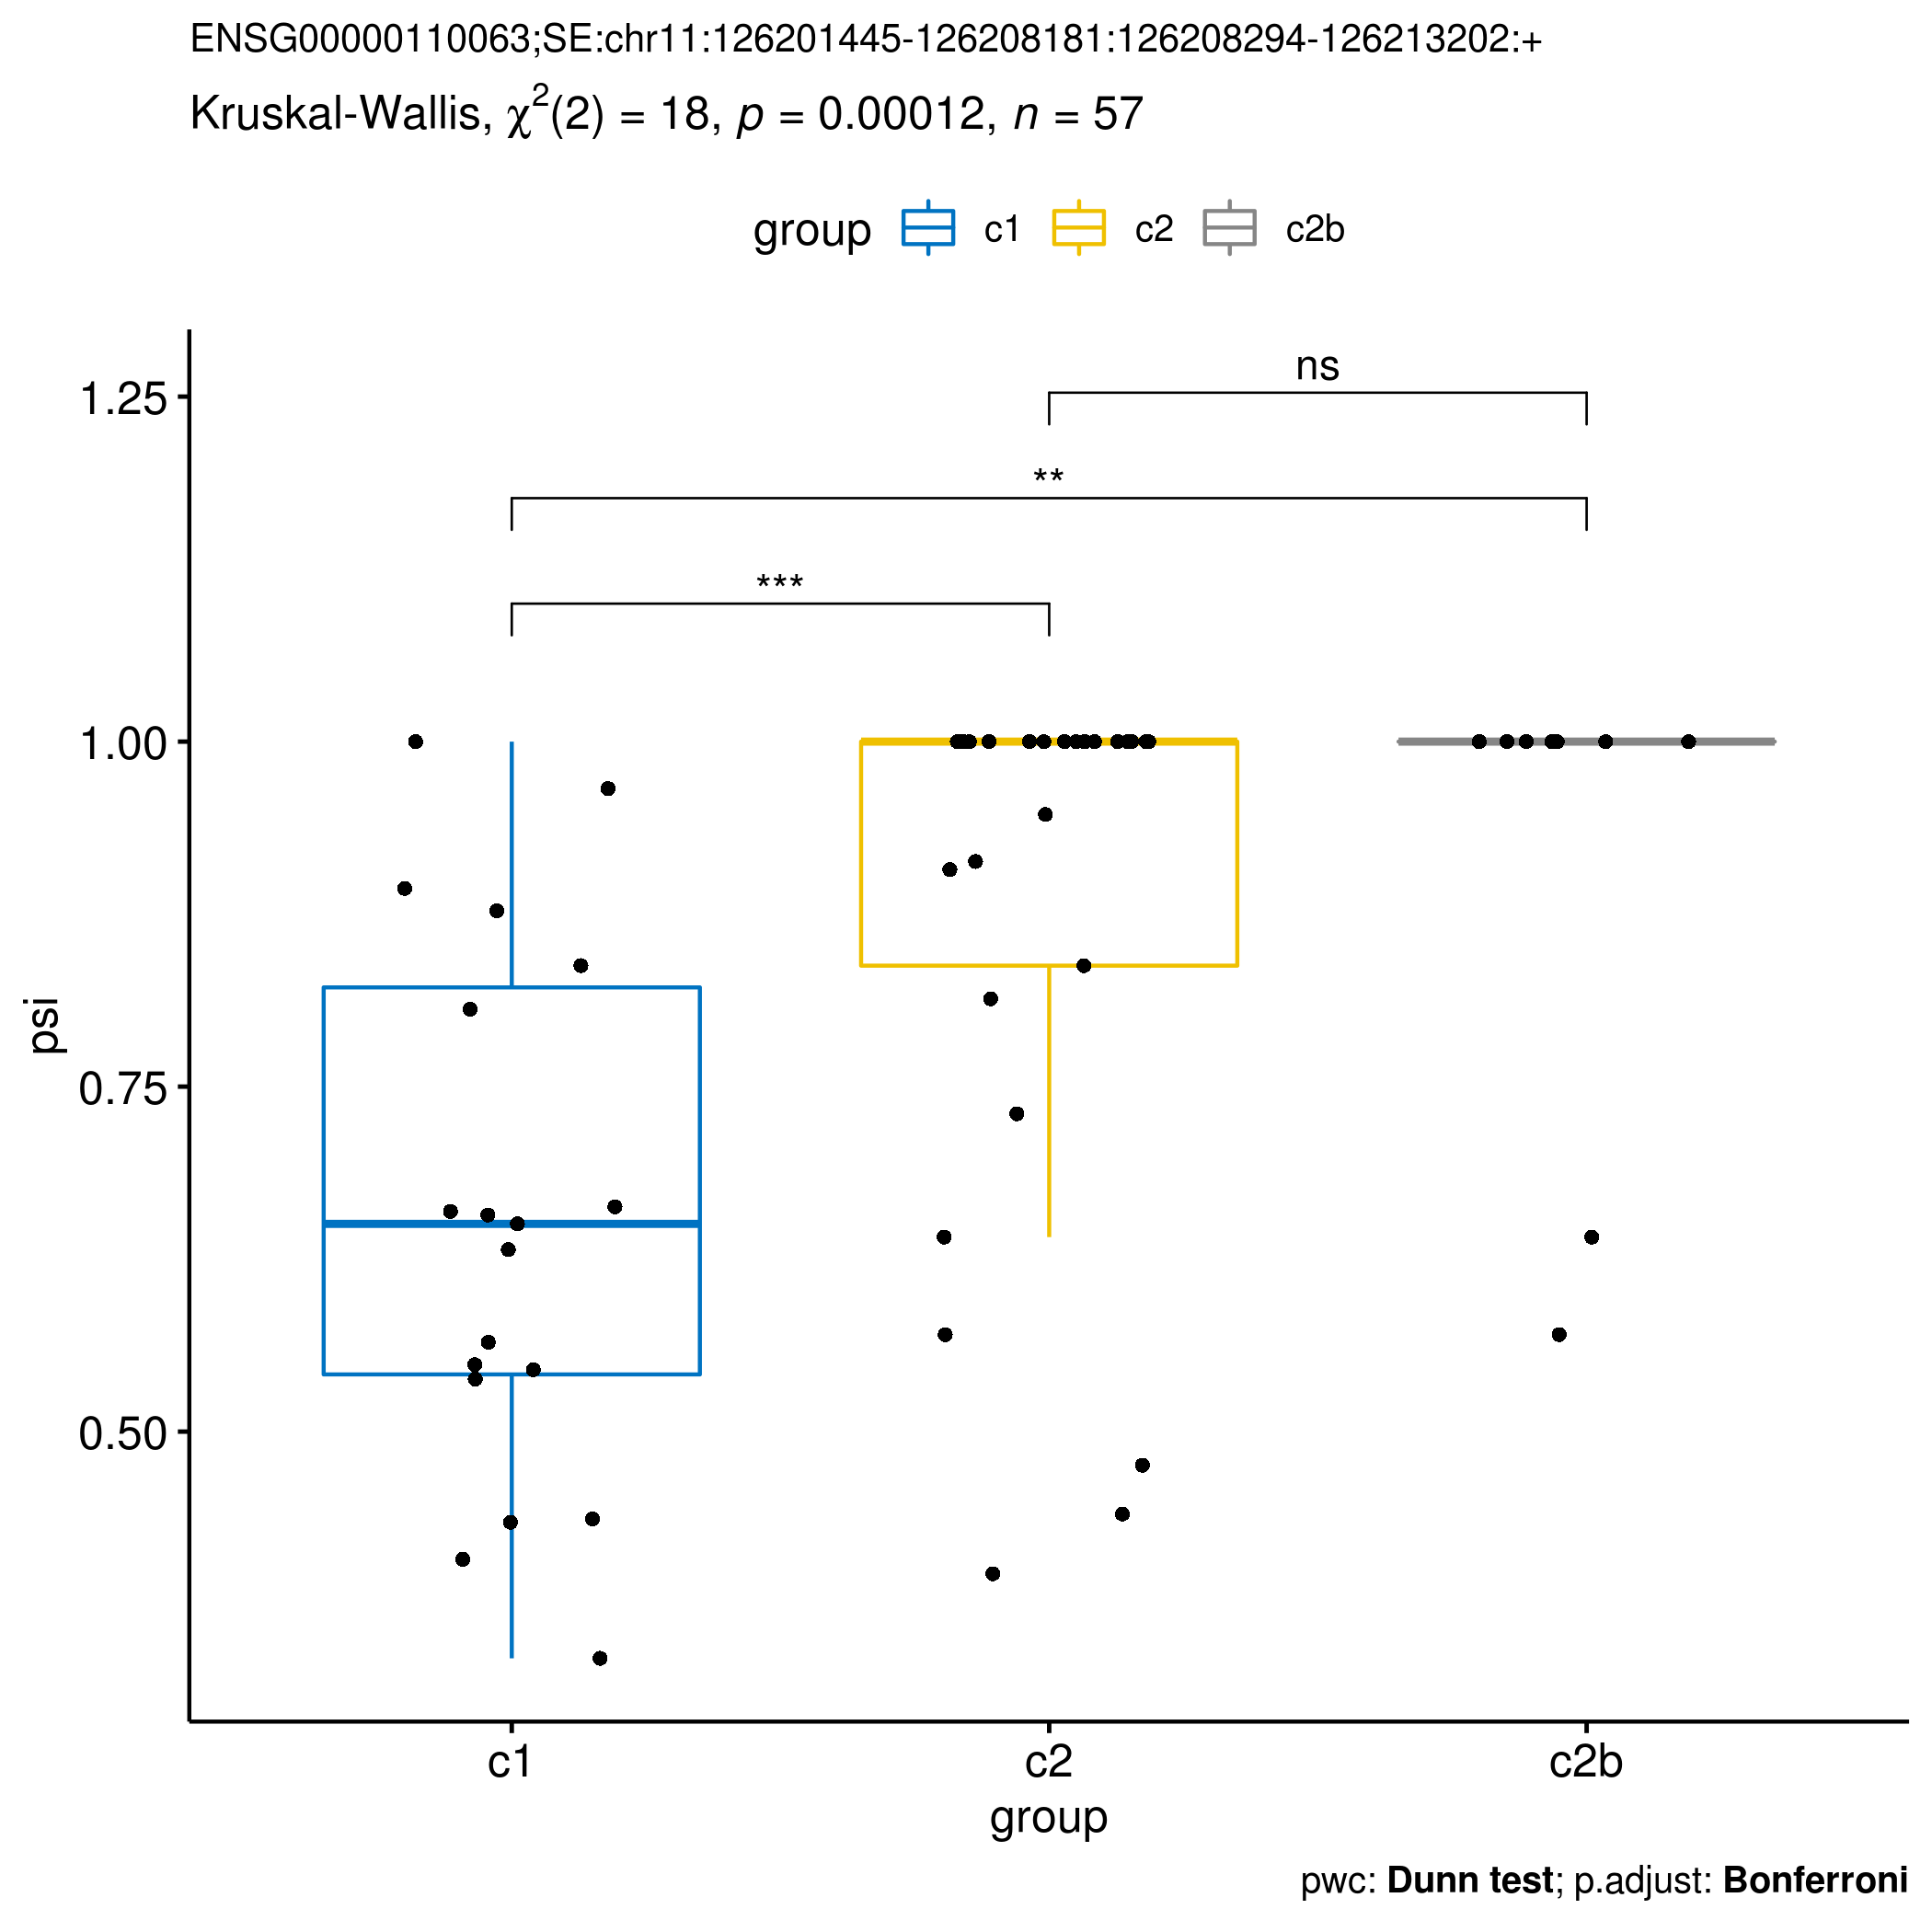 ENSG00000110063;SE:chr11:126201445-126208181:126208294-126213202:+
Kruskal-Wallis, χ²(2) = 18, p = 0.00012, n = 57
group c1 c2 c2b
1.25
1.00
0.75
0.50
psi
ns
**
***
c1 c2 c2b
group
pwc: Dunn test; p.adjust: Bonferroni